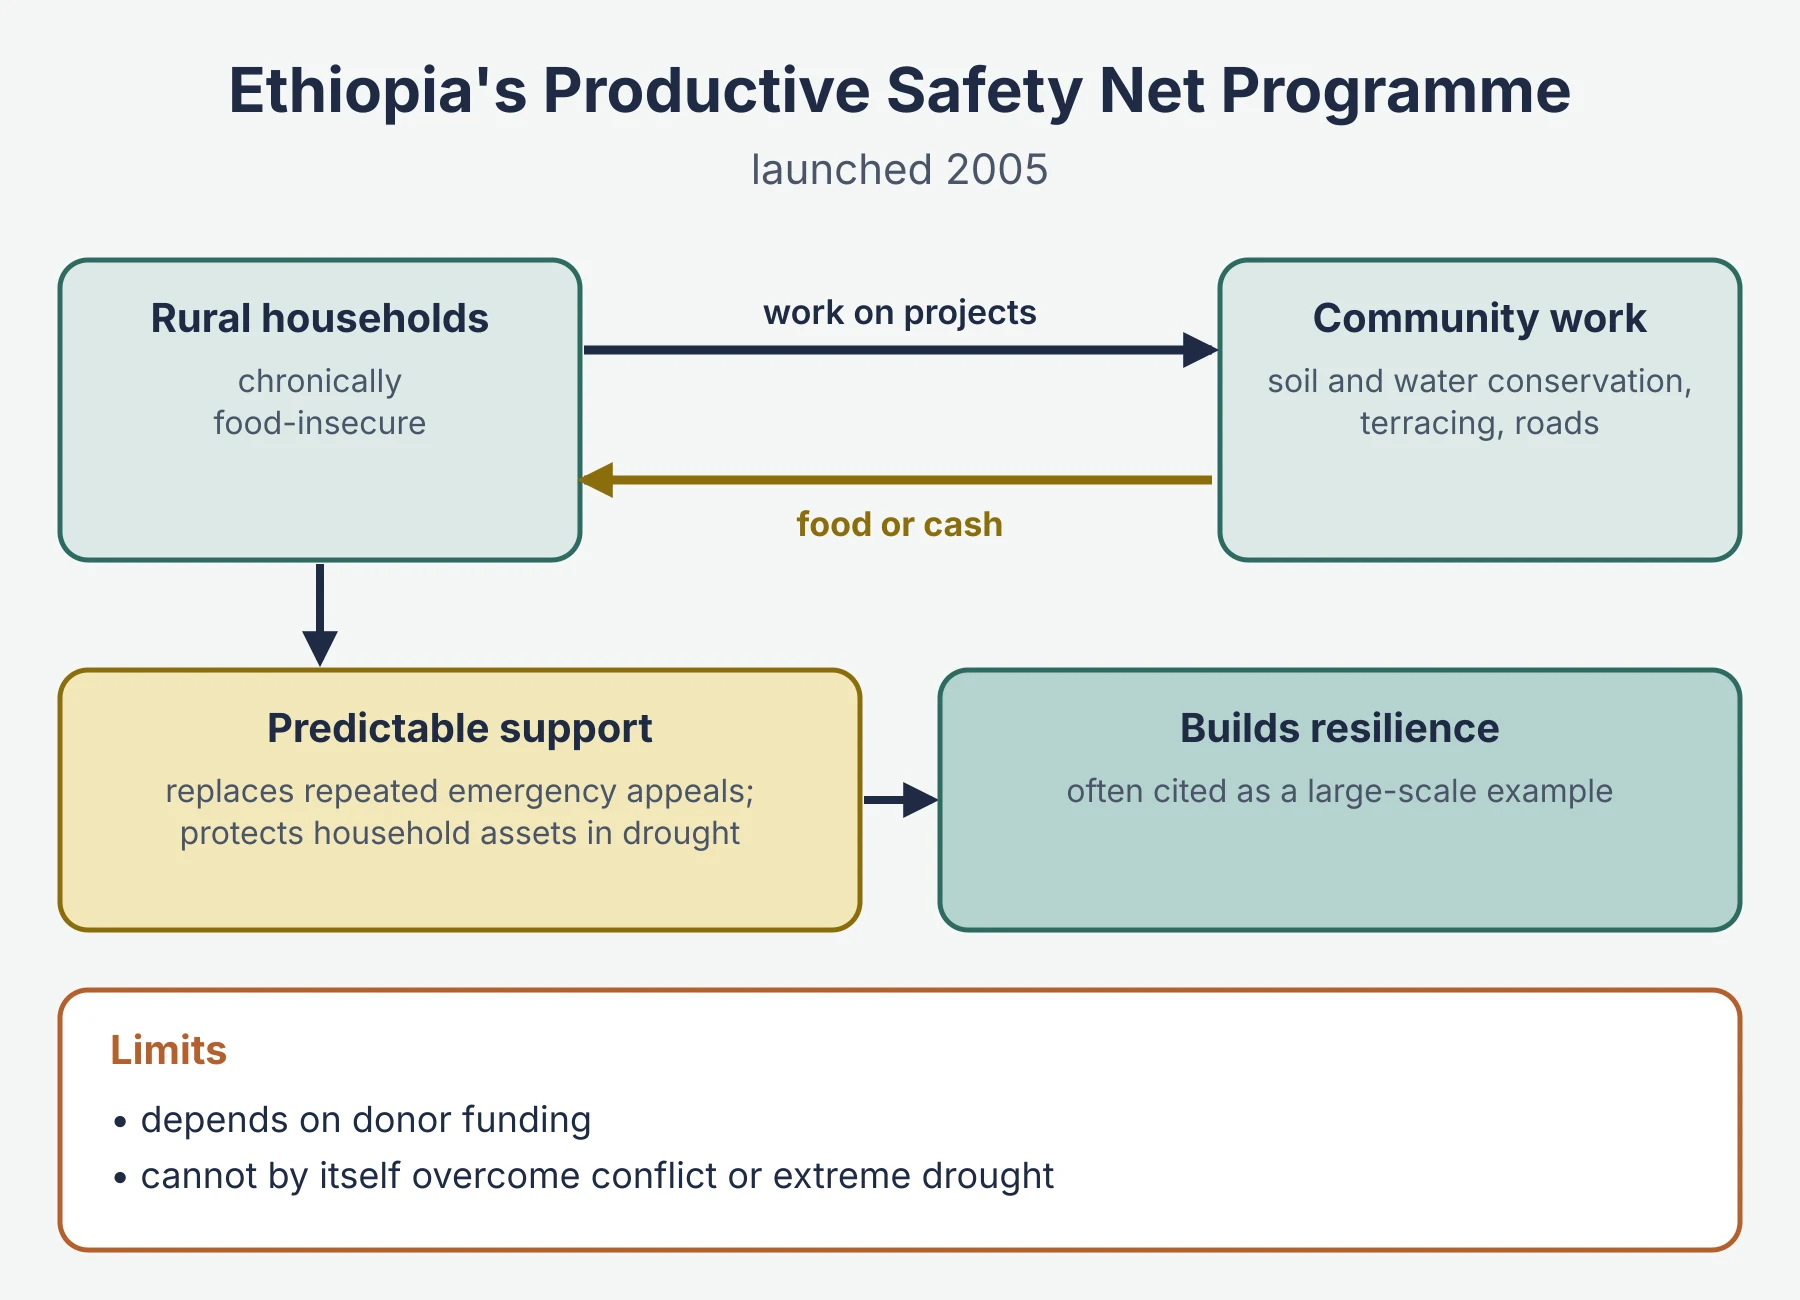 Ethiopia's Productive Safety Net Programme
launched 2005
Rural households
chronically
food-insecure
work on projects
food or cash
Community work
soil and water conservation,
terracing, roads
Predictable support
replaces repeated emergency appeals;
protects household assets in drought
Builds resilience
often cited as a large-scale example
Limits
• depends on donor funding
• cannot by itself overcome conflict or extreme drought